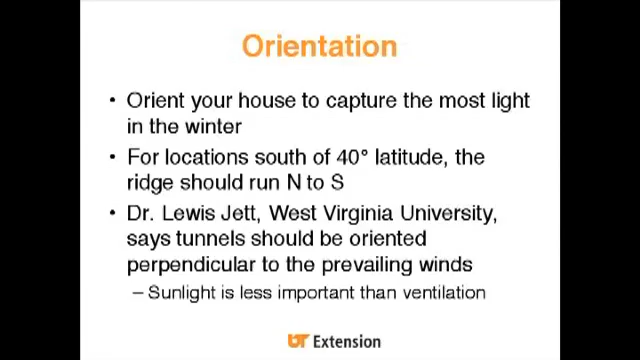 Orientation
• Orient your house to capture the most light
in the winter
• For locations south of 40° latitude, the
ridge should run N to S
• Dr. Lewis Jett, West Virginia University,
says tunnels should be oriented
perpendicular to the prevailing winds
– Sunlight is less important than ventilation
UT Extension